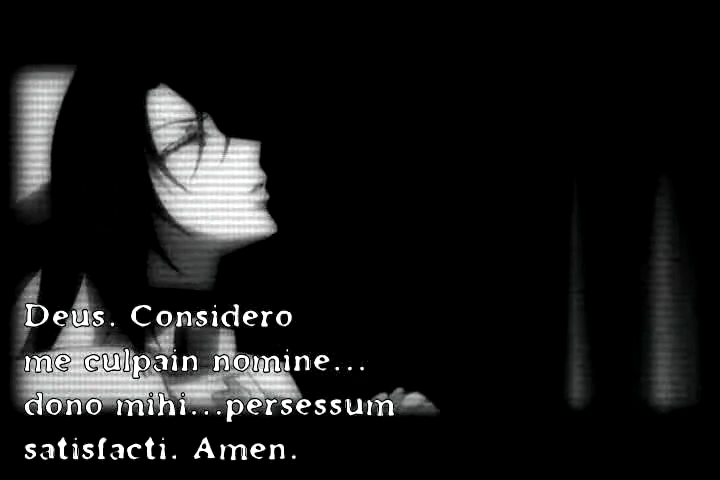 Deus. Considero
me culpain nomine...
dono mihi...persessum
satisfacti. Amen.